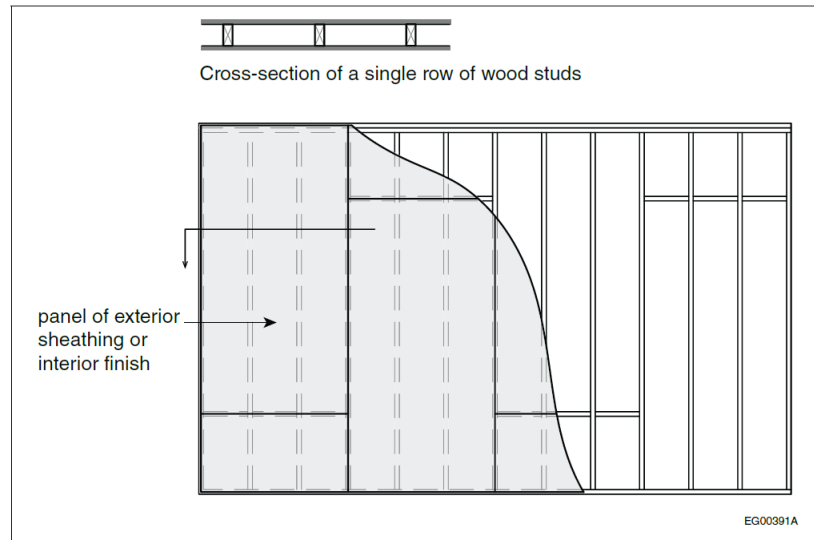 Cross-section of a single row of wood studs
panel of exterior
sheathing or
interior finish
EG00391A